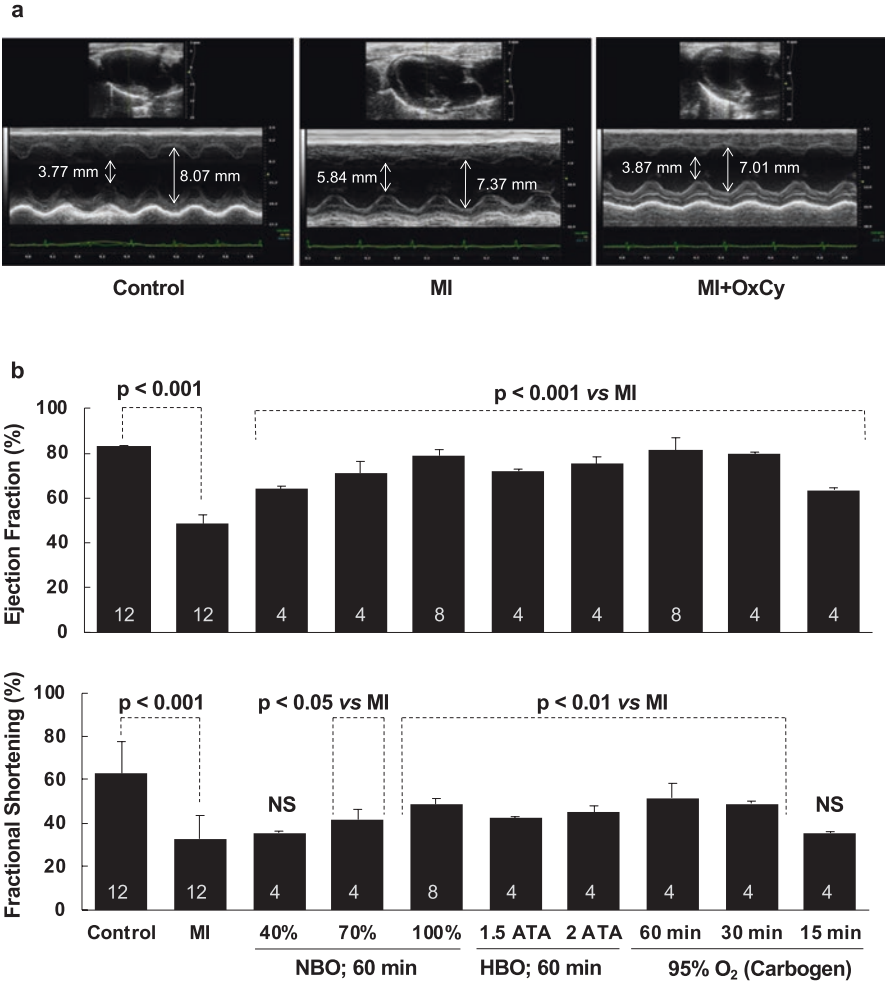 a
3.77 mm
8.07 mm
5.84 mm
7.37 mm
3.87 mm
7.01 mm
Control
MI
MI+OxCy
b
p < 0.001
p < 0.001 vs MI
Ejection Fraction (%)
100
80
60
40
20
0
12
12
4
4
8
4
4
8
4
4
p < 0.001
p < 0.05 vs MI
p < 0.01 vs MI
Fractional Shortening (%)
100
80
60
40
20
0
NS
NS
12
12
4
4
8
4
4
4
4
4
Control
MI
40%
70%
100%
1.5 ATA
2 ATA
60 min
30 min
15 min
NBO; 60 min
HBO; 60 min
95% O₂ (Carbogen)